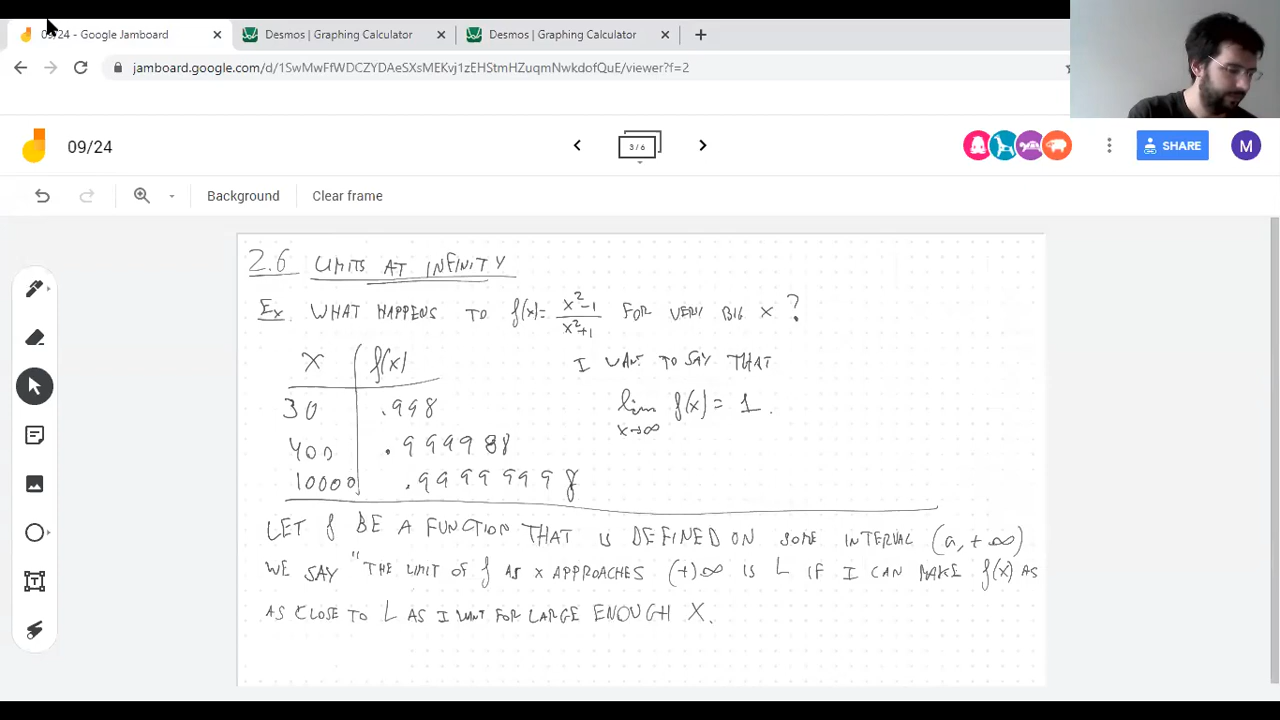 09/24 - Google Jamboard
Desmos | Graphing Calculator
Desmos | Graphing Calculator
jamboard.google.com/d/1SwMwFfWDCZYDAeSXsMEKvj1zEHStmHZuqmNwkdofQuE/viewer?f=2
09/24
3 / 6
SHARE
M
Background
Clear frame
2.6 LIMITS AT INFINITY
Ex. WHAT HAPPENS TO f(x)= x²-1 / x²+1 FOR VERY BIG X ?
X f(x)
I WANT TO SAY THAT
30 .998
lim x→∞ f(x) = 1.
400 .999988
10000 .99999998
LET f BE A FUNCTION THAT IS DEFINED ON SOME INTERVAL (a, +∞)
WE SAY "THE LIMIT OF f AS X APPROACHES (+)∞ IS L IF I CAN MAKE f(x) AS
AS CLOSE TO L AS I WANT FOR LARGE ENOUGH X.